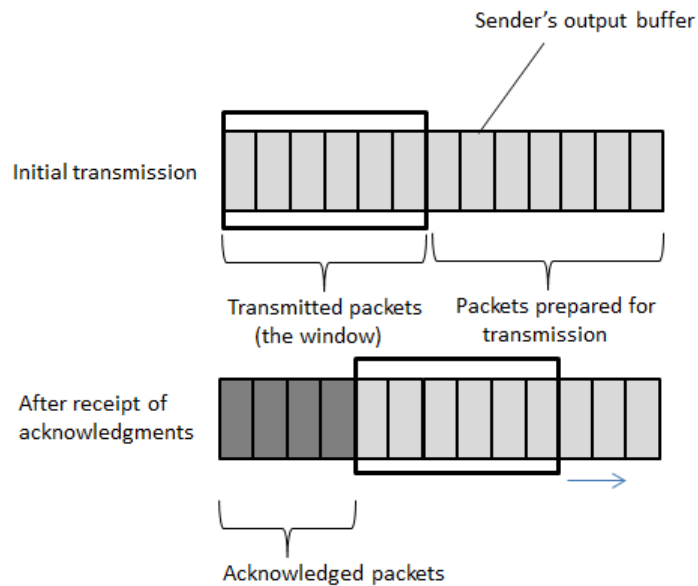 Sender's output buffer
Initial transmission
Transmitted packets
(the window)
Packets prepared for
transmission
After receipt of
acknowledgments
Acknowledged packets